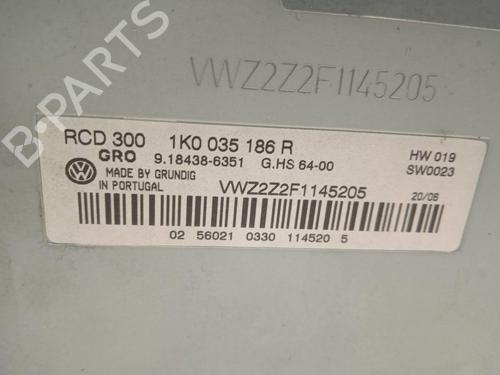 VWZ2Z2F1145205
B-PARTS
RCD 300 1K0 035 186 R
GRO 9.18438-6351 G.HS 64-00
HW 019
SW0023
MADE BY GRUNDIG
IN PORTUGAL
VWZ2Z2F1145205
20/06
02 56021 0330 114520 5